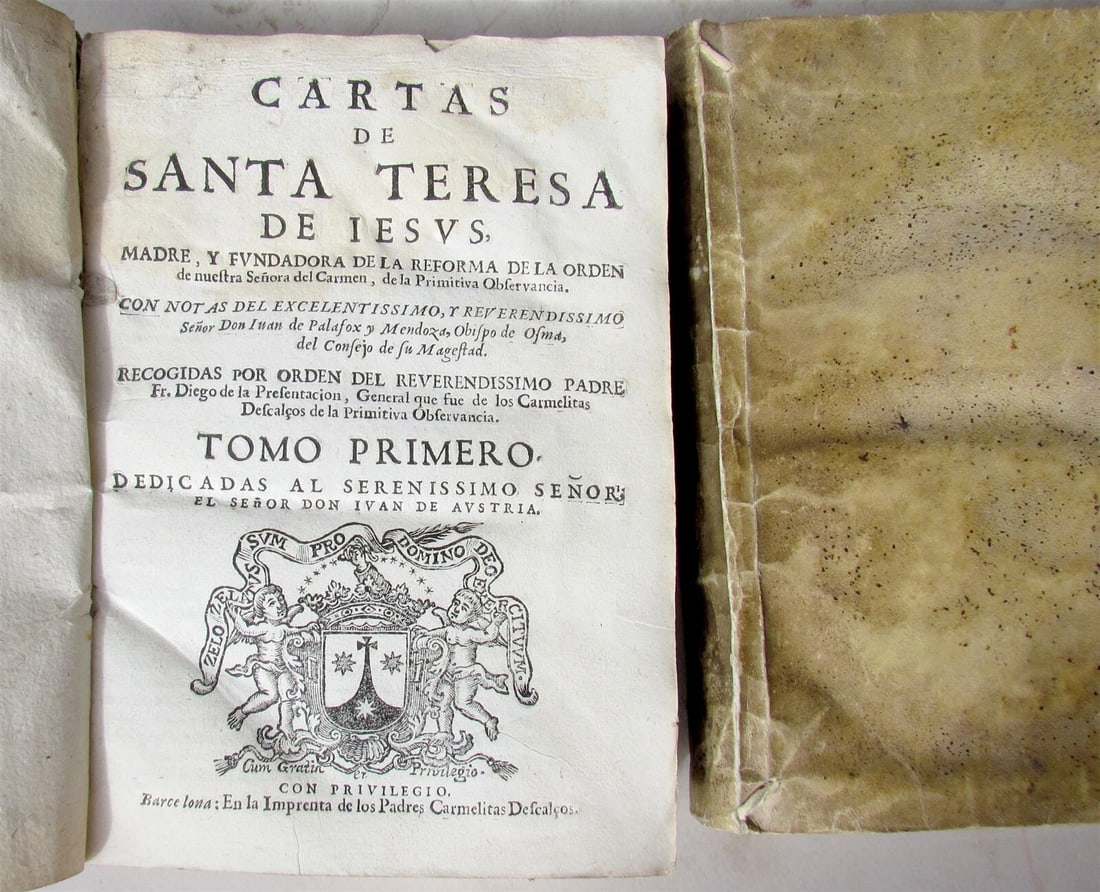 CARTAS
DE
SANTA TERESA
DE IESVS,
MADRE, Y FVNDADORA DE LA REFORMA DE LA ORDEN
de nueſtra Señora del Carmen, de la Primitiva Obſervancia.
CON NOTAS DEL EXCELENTISSIMO, Y REVERENDISSIMO
Señor Don Iuan de Palafox y Mendoza, Obiſpo de Oſma,
del Conſejo de ſu Mageſtad.
RECOGIDAS POR ORDEN DEL REVERENDISSIMO PADRE
Fr. Diego de la Preſentacion, General que fue de los Carmelitas
Deſcalços de la Primitiva Obſervancia.
TOMO PRIMERO.
DEDICADAS AL SERENISSIMO SEÑOR,
EL SEñOR DON IVAN DE AVSTRIA.
ZELO ZELATVS SVM PRO DOMINO DEO EXERCITVVM.
Cum Gratia et Privilegio.
CON PRIVILEGIO.
Barcelona: En la Imprenta de los Padres Carmelitas Deſcalços.